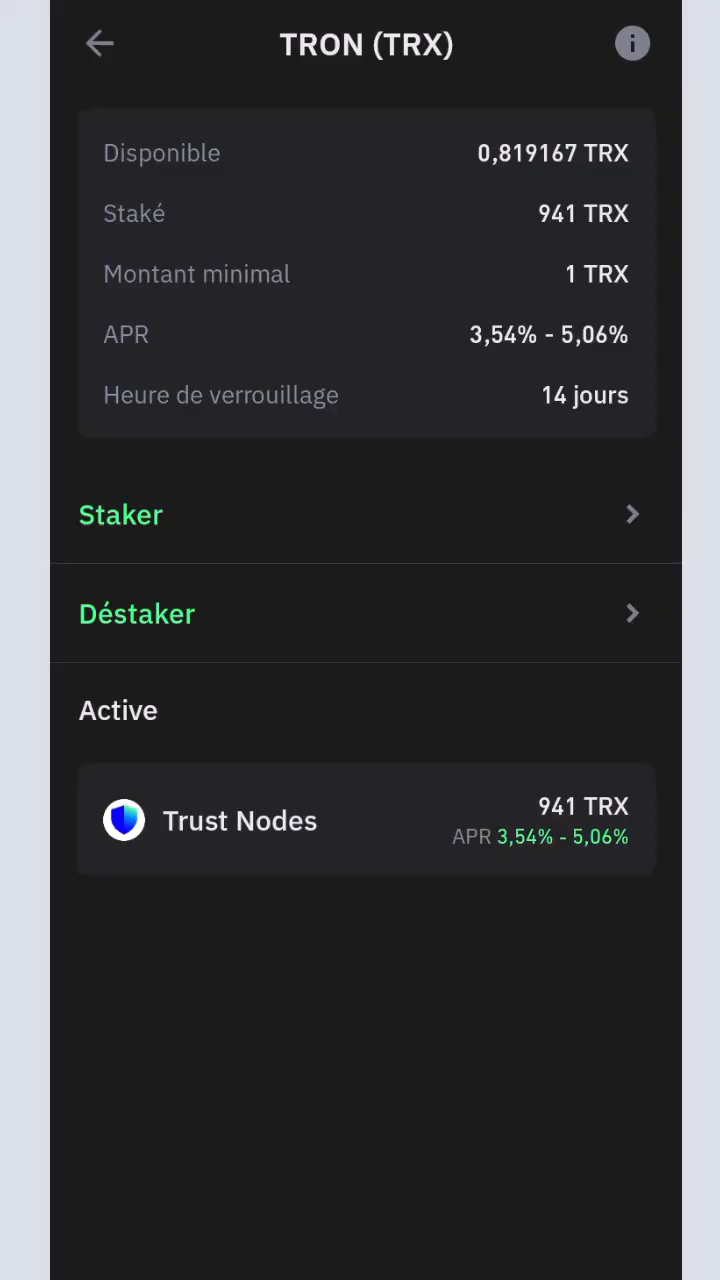 TRON (TRX)
Disponible 0,819167 TRX
Staké 941 TRX
Montant minimal 1 TRX
APR 3,54% - 5,06%
Heure de verrouillage 14 jours
Staker
Déstaker
Active
Trust Nodes 941 TRX
APR 3,54% - 5,06%